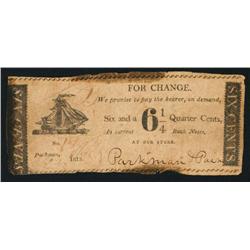 FOR CHANGE.
We promise to pay the bearer, on demand,
Six and a 6 1/4 Quarter Cents,
In current Bank Notes,
AT OUR STORE.
No.
Parkman, 181
Parkman &
SIX CENTS
SIX CENTS